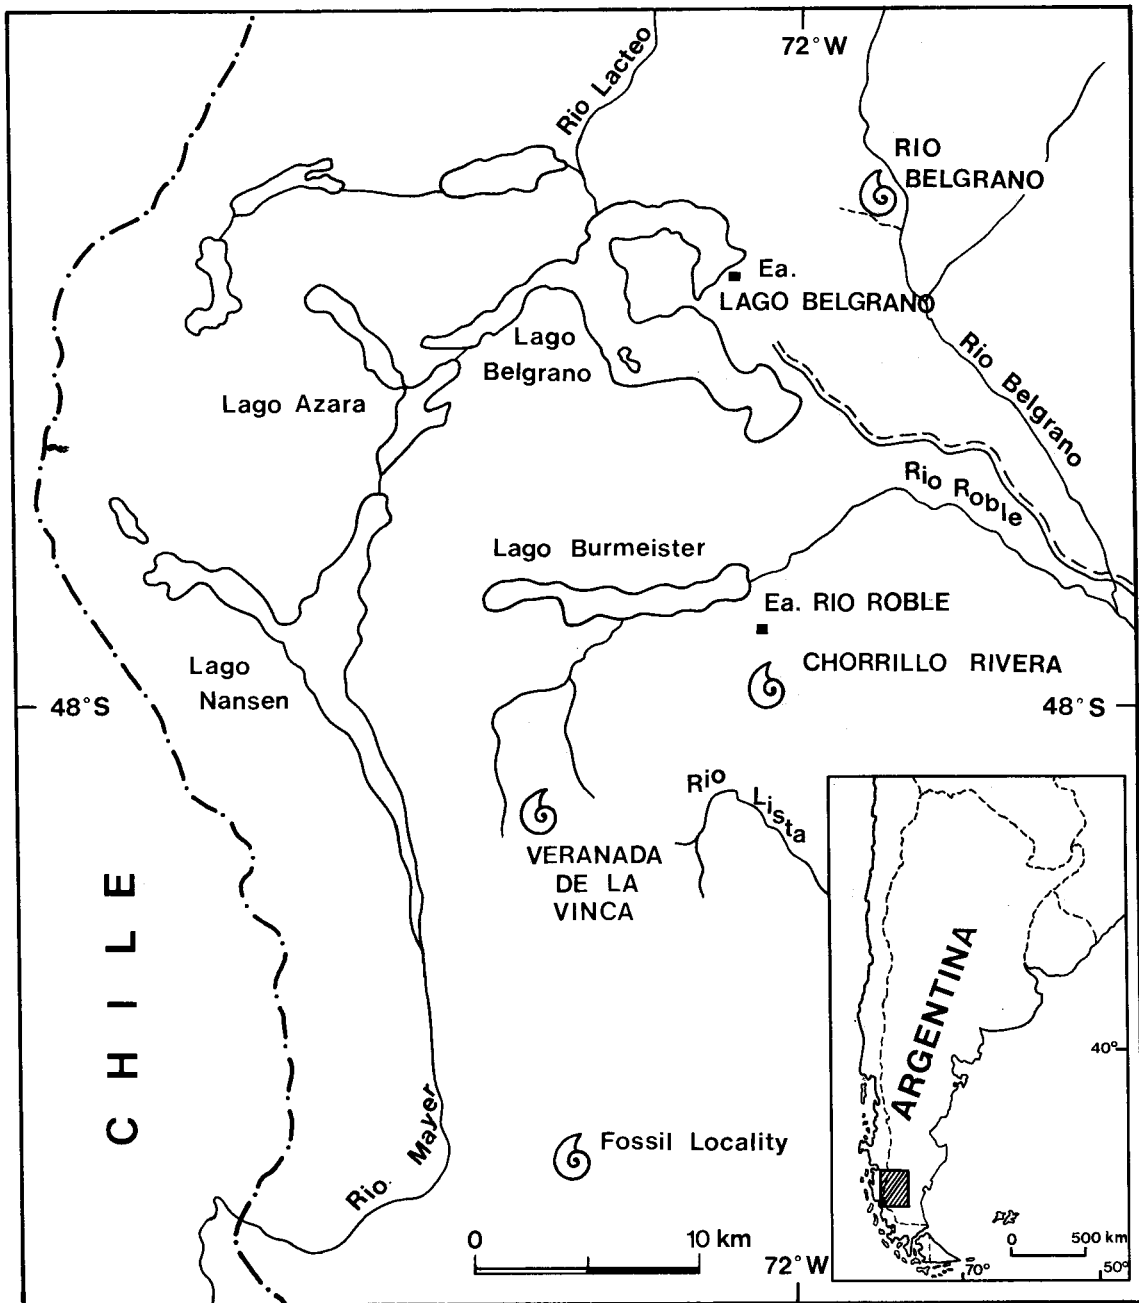 72°W
Rio Lacteo
RIO
BELGRANO
Ea.
LAGO BELGRANO
Lago
Belgrano
Rio Belgrano
Lago Azara
Rio Roble
Lago Burmeister
Ea. RIO ROBLE
CHORRILLO RIVERA
Lago
Nansen
48°S
48°S
Rio Lista
VERANADA
DE LA
VINCA
CHILE
ARGENTINA
40°
Rio Mayer
Fossil Locality
0 10 km
72°W
0 500 km
70°
50°